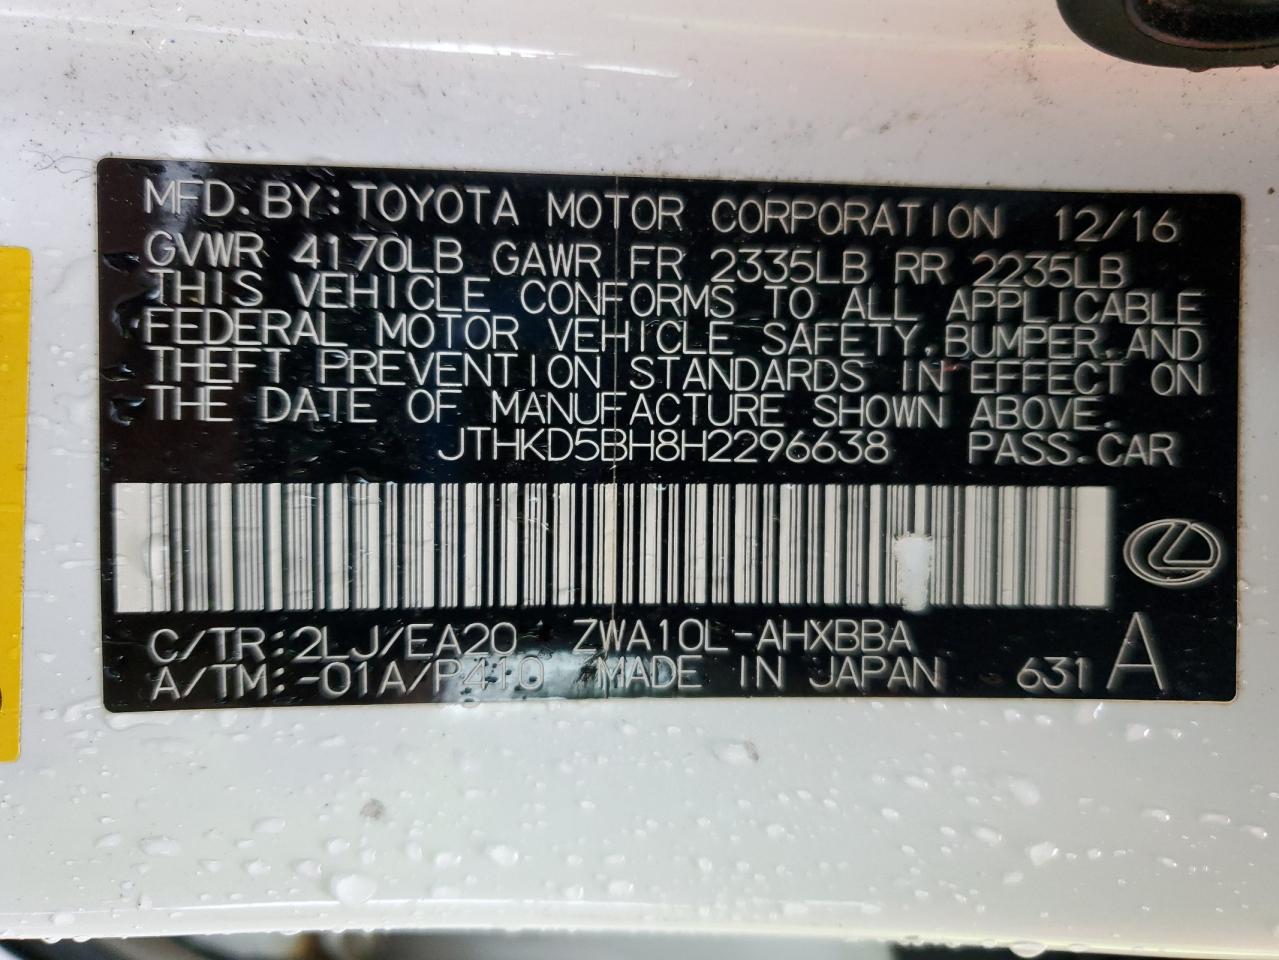 MFD. BY: TOYOTA MOTOR CORPORATION 12/16
GVWR 4170LB GAWR FR 2335LB RR 2235LB
THIS VEHICLE CONFORMS TO ALL APPLICABLE
FEDERAL MOTOR VEHICLE SAFETY, BUMPER, AND
THEFT PREVENTION STANDARDS IN EFFECT ON
THE DATE OF MANUFACTURE SHOWN ABOVE.
JTHKD5BH8H2296638 PASS. CAR
C/TR: 2LJ/EA20 ZWA10L-AHXBBA
A/TM: -01A/P410 MADE IN JAPAN 631 A